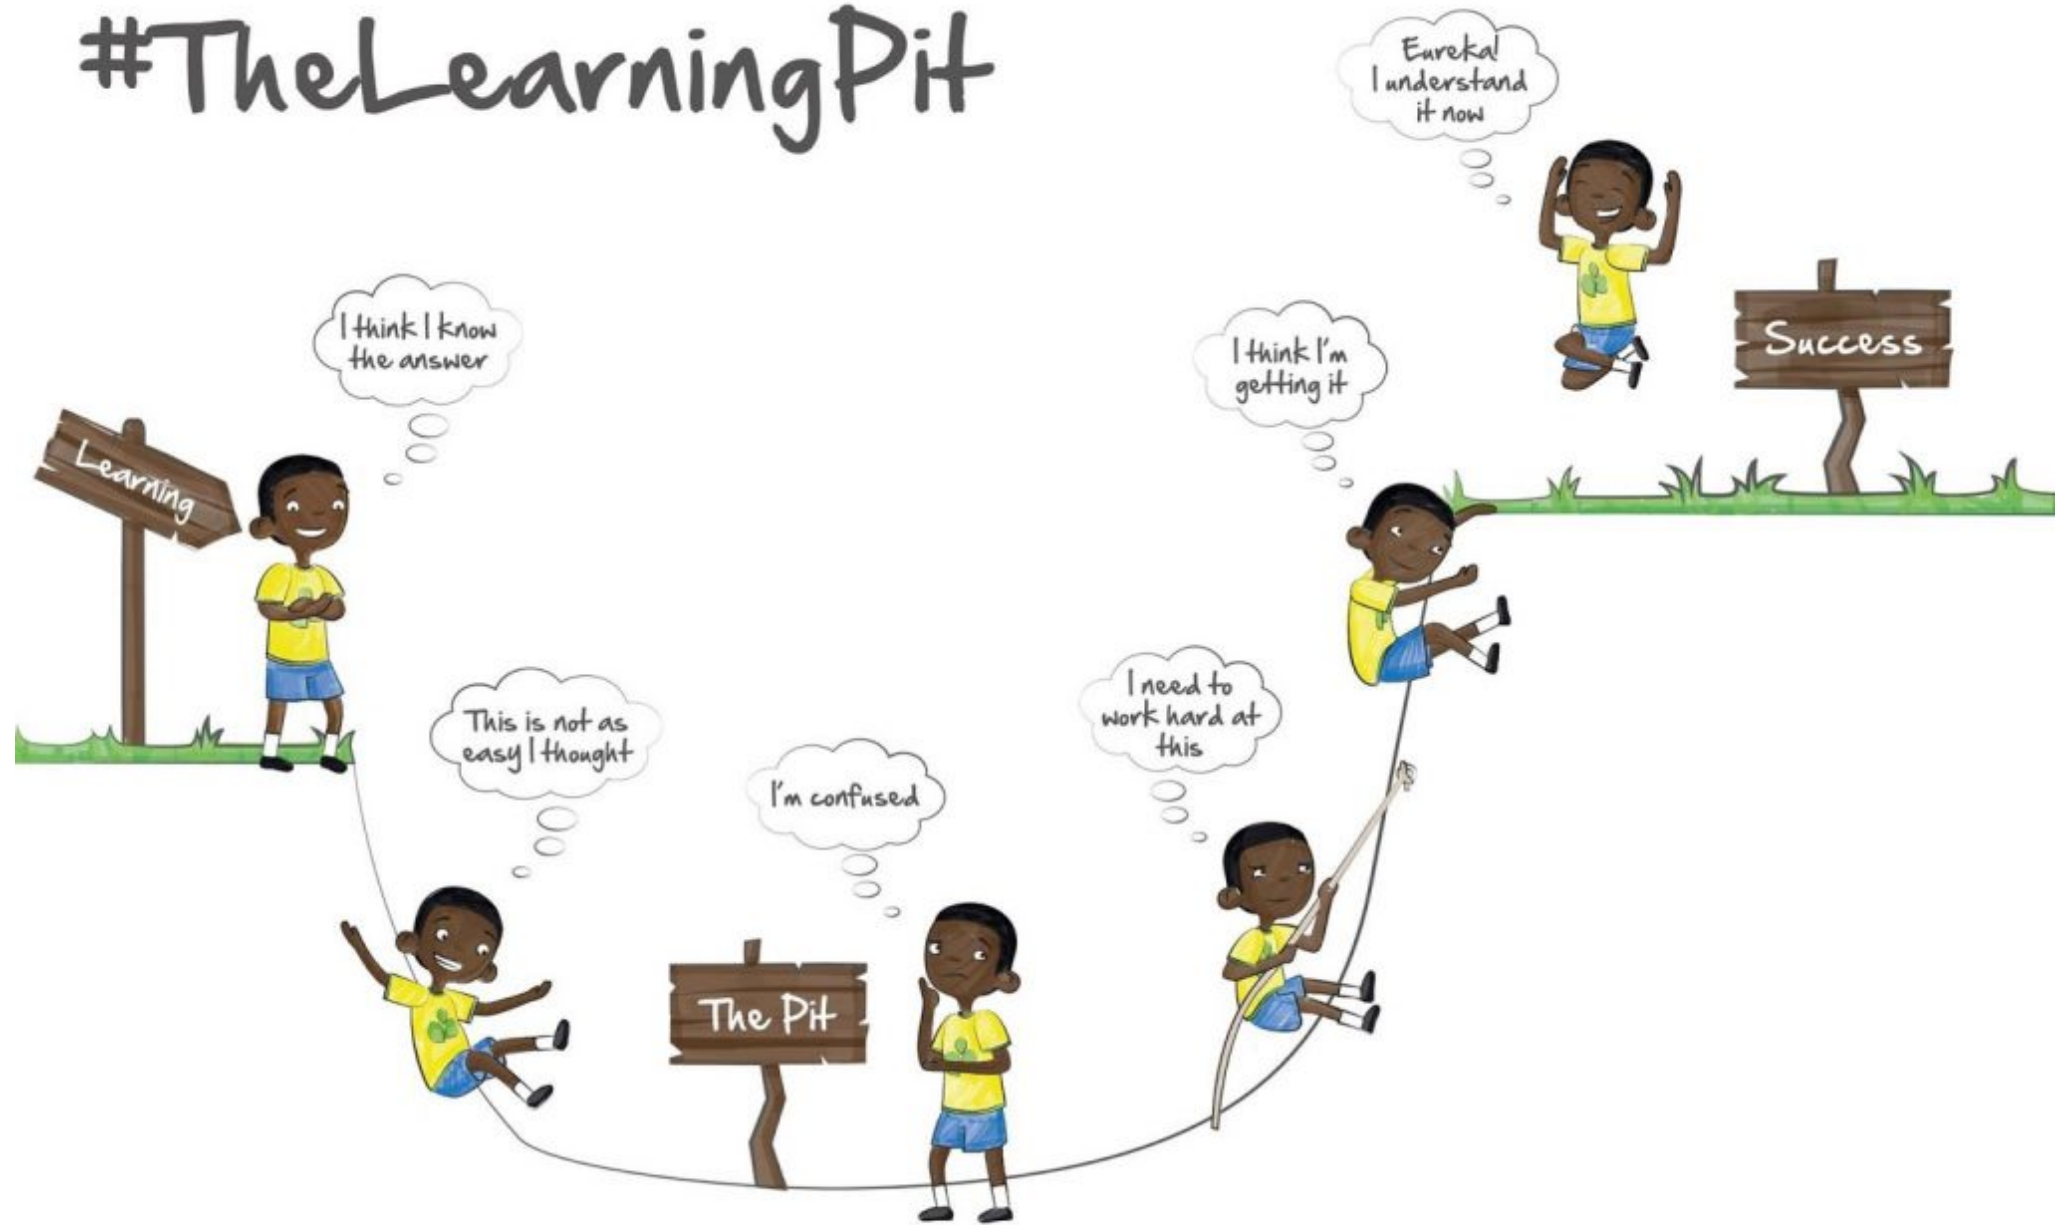 #TheLearningPit
Eureka!
I understand
it now
I think I know
the answer
I think I'm
getting it
Success
Learning
This is not as
easy I thought
I need to
work hard at
this
I'm confused
The Pit